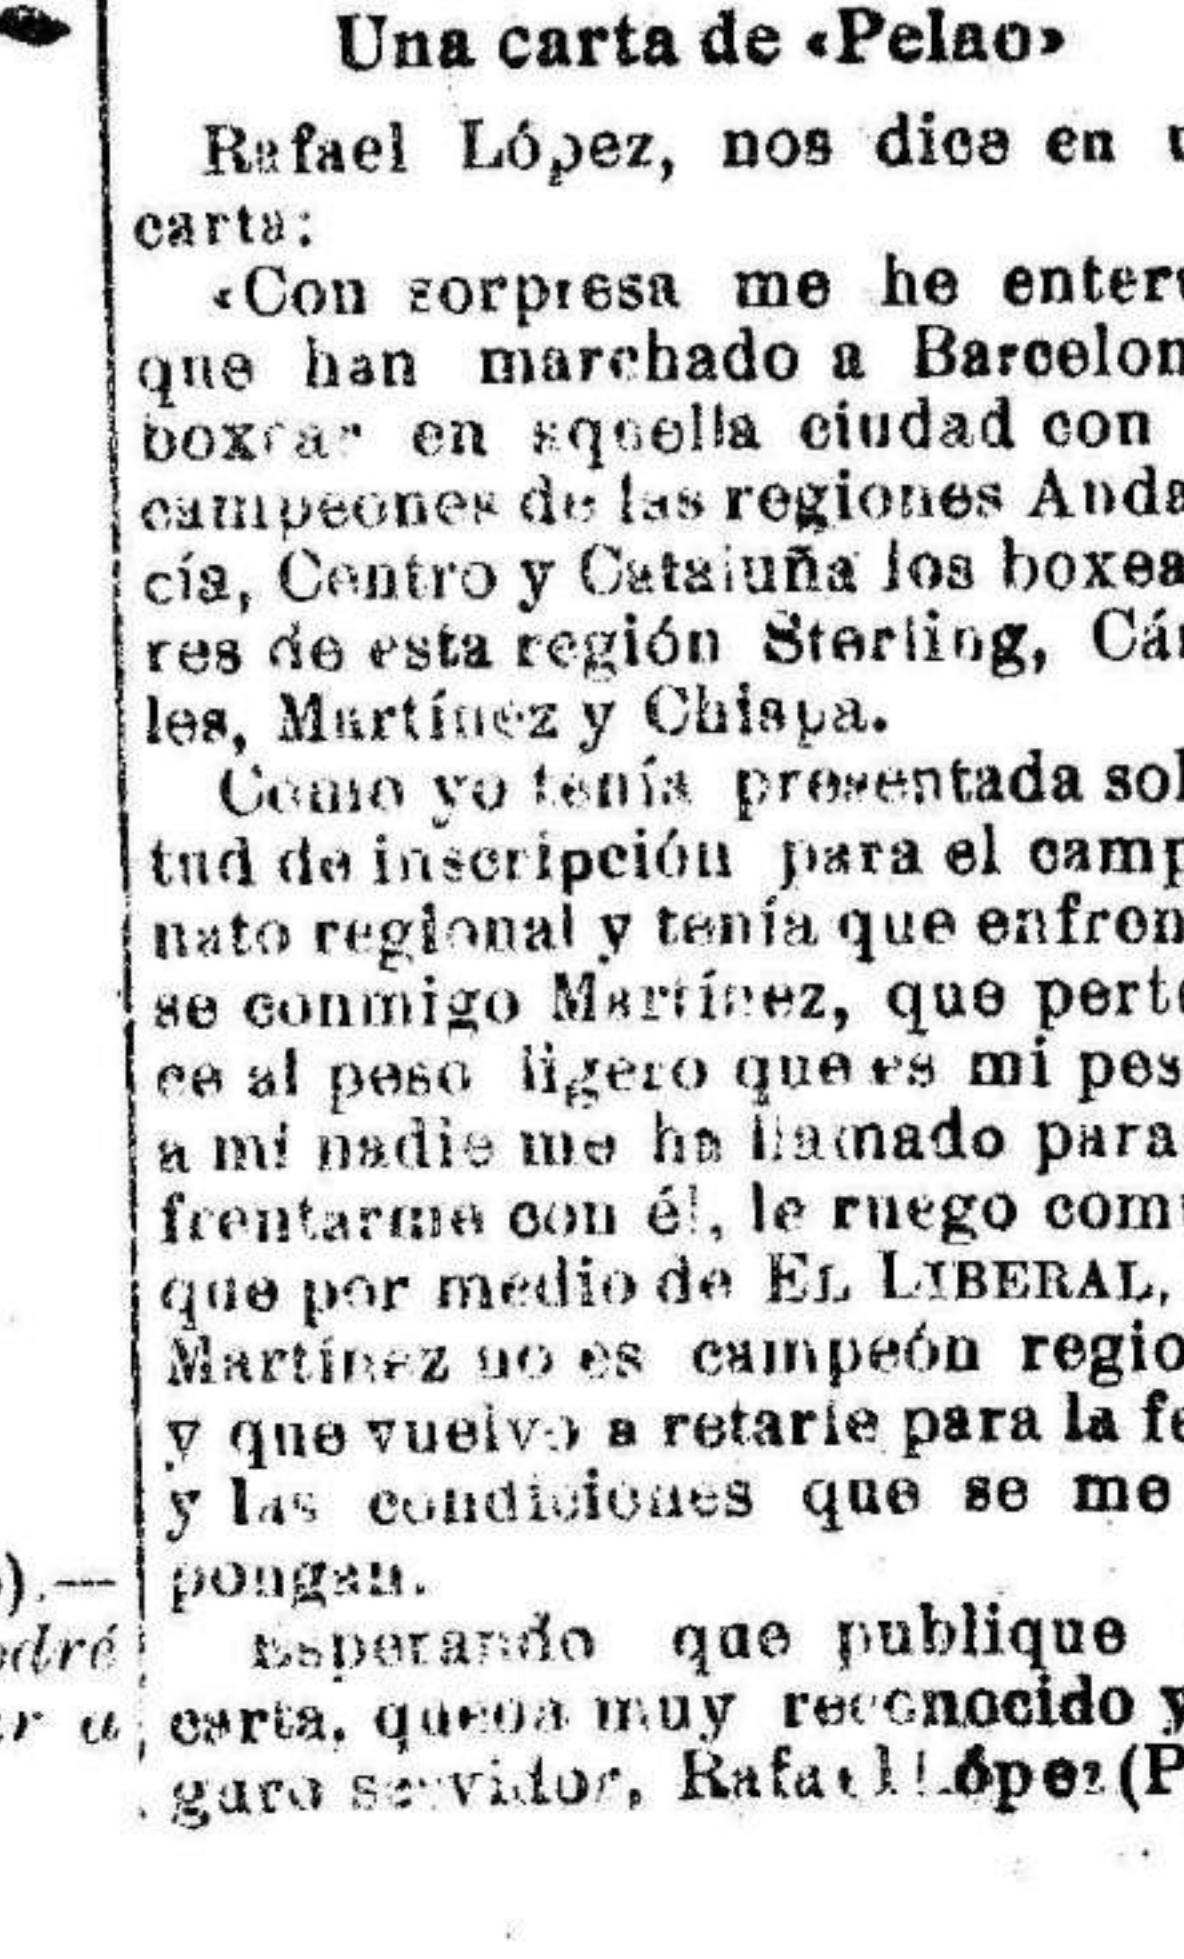 Una carta de «Pelao»
Rafael López, nos dice en u
carta:
«Con sorpresa me he enter
que han marchado a Barcelon
boxear en aquella ciudad con
campeones de las regiones Anda
cía, Centro y Cataluña los boxea
res de esta región Sterling, Cá
les, Martínez y Chispa.
Como yo tenía presentada sol
tud de inscripción para el camp
nato regional y tenía que enfron
se conmigo Martínez, que perte
ce al peso ligero que es mi pes
a mí nadie me ha llamado para
frentarme con él, le ruego com
que por medio de EL LIBERAL,
Martínez no es campeón regio
y que vuelvo a retarle para la fe
y las condiciones que se me
pongan.
Esperando que publique
carta, queda muy reconocido y
guro servidor, Rafael López (P
).—
odré
r a